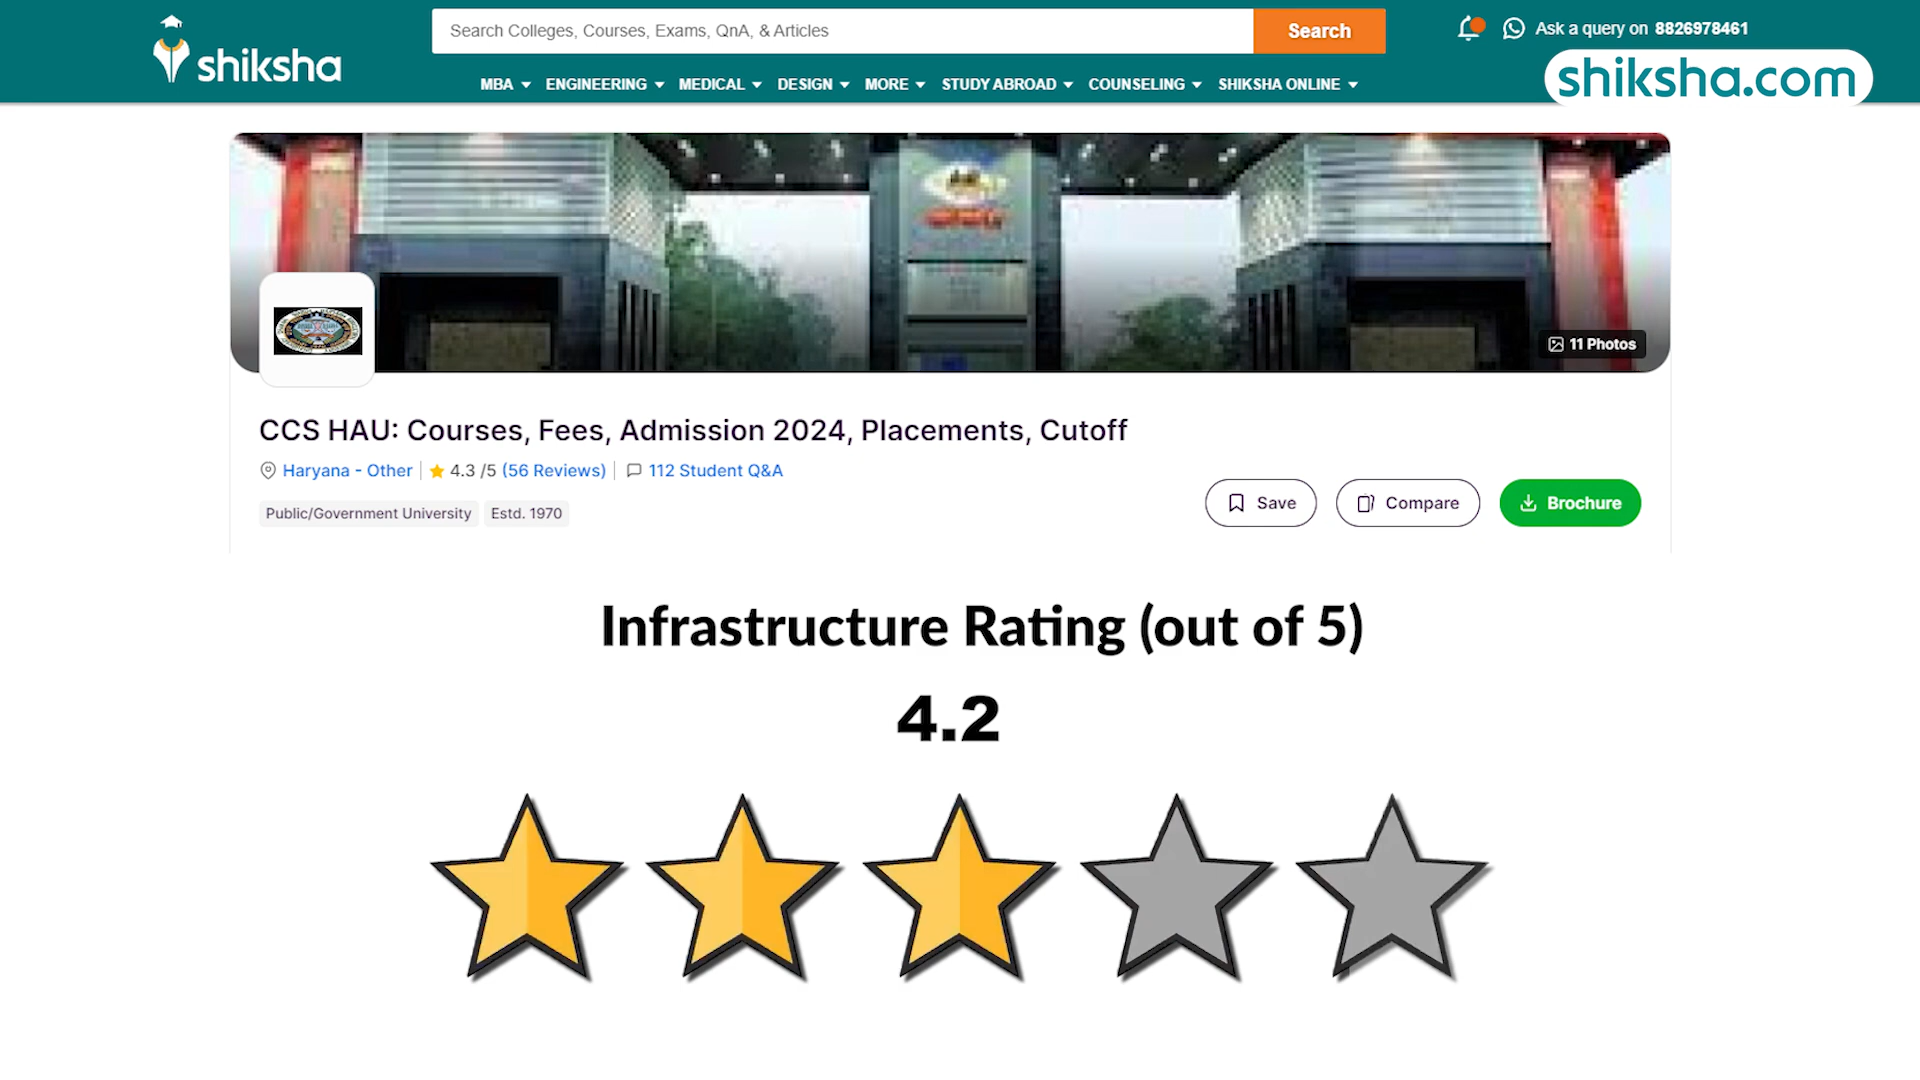 shiksha
Search Colleges, Courses, Exams, QnA, & Articles
Search
Ask a query on 8826978461
shiksha.com
MBA
ENGINEERING
MEDICAL
DESIGN
MORE
STUDY ABROAD
COUNSELING
SHIKSHA ONLINE
11 Photos
CCS HAU: Courses, Fees, Admission 2024, Placements, Cutoff
Haryana - Other
4.3 /5 (56 Reviews)
112 Student Q&A
Public/Government University
Estd. 1970
Save
Compare
Brochure
Infrastructure Rating (out of 5)
4.2